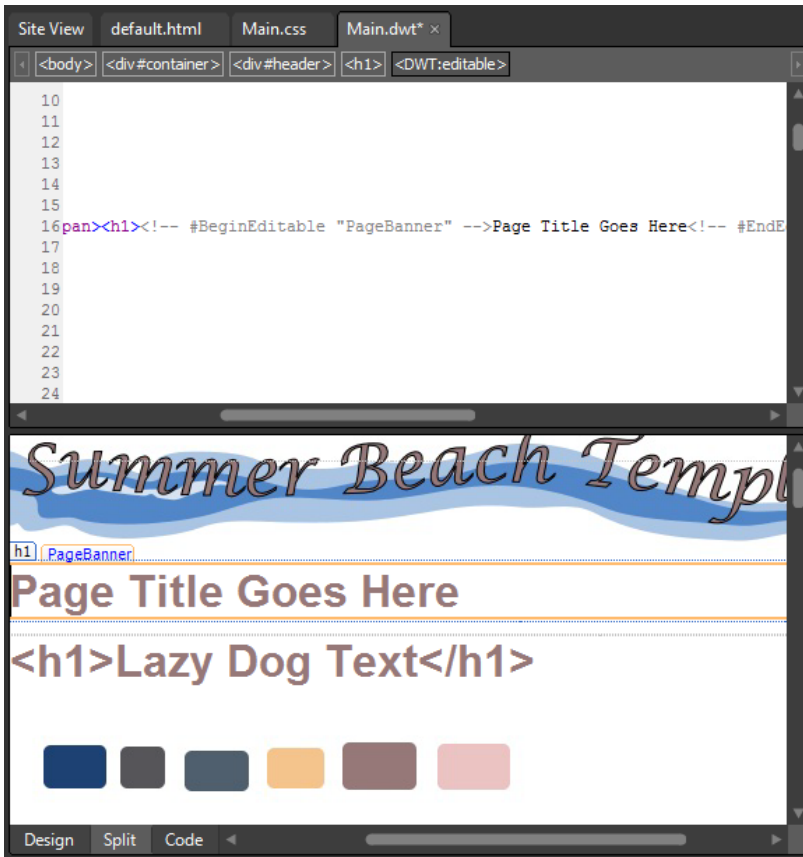 Site View default.html Main.css Main.dwt* ×
<body> <div#container> <div#header> <h1> <DWT:editable>
10
11
12
13
14
15
16 pan><h1><!-- #BeginEditable "PageBanner" -->Page Title Goes Here<!-- #EndE
17
18
19
20
21
22
23
24
Summer Beach Templ
h1 PageBanner
Page Title Goes Here
<h1>Lazy Dog Text</h1>
Design Split Code